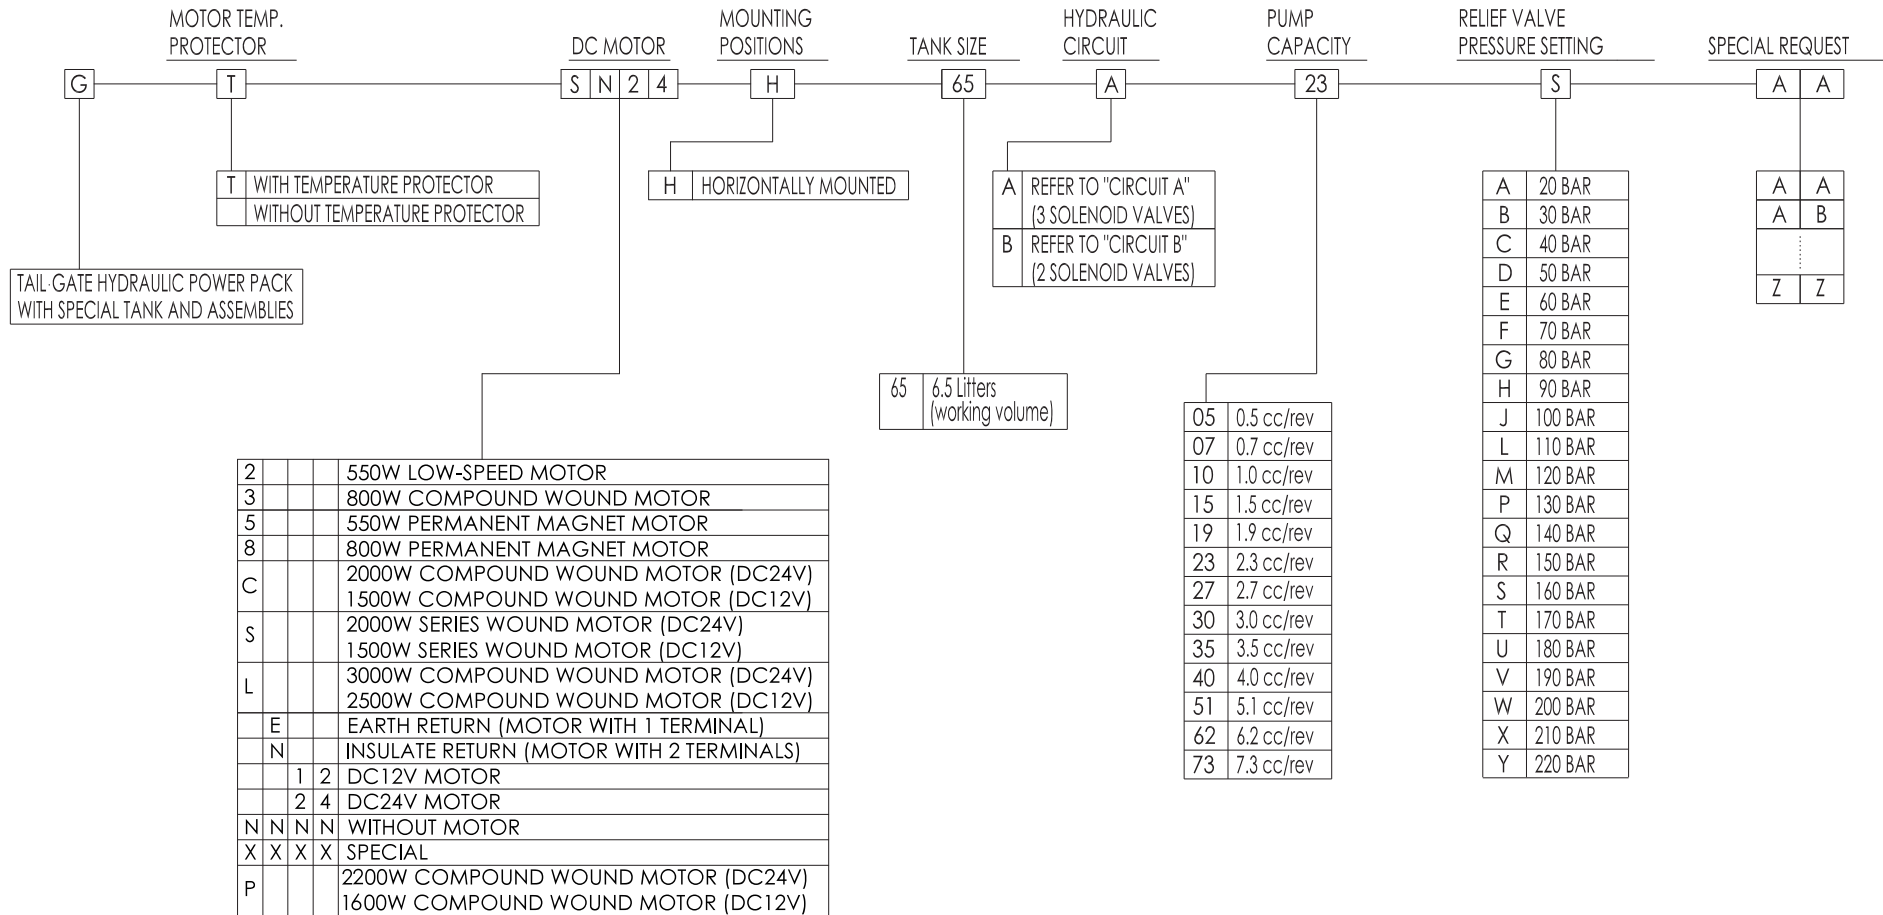 MOTOR TEMP.
PROTECTOR
DC MOTOR
MOUNTING
POSITIONS
TANK SIZE
HYDRAULIC
CIRCUIT
PUMP
CAPACITY
RELIEF VALVE
PRESSURE SETTING
SPECIAL REQUEST
G T S N 2 4 H 65 A 23 S A A
TAIL-GATE HYDRAULIC POWER PACK
WITH SPECIAL TANK AND ASSEMBLIES
T WITH TEMPERATURE PROTECTOR
WITHOUT TEMPERATURE PROTECTOR
2 550W LOW-SPEED MOTOR
3 800W COMPOUND WOUND MOTOR
5 550W PERMANENT MAGNET MOTOR
8 800W PERMANENT MAGNET MOTOR
C 2000W COMPOUND WOUND MOTOR (DC24V)
1500W COMPOUND WOUND MOTOR (DC12V)
S 2000W SERIES WOUND MOTOR (DC24V)
1500W SERIES WOUND MOTOR (DC12V)
L 3000W COMPOUND WOUND MOTOR (DC24V)
2500W COMPOUND WOUND MOTOR (DC12V)
E EARTH RETURN (MOTOR WITH 1 TERMINAL)
N INSULATE RETURN (MOTOR WITH 2 TERMINALS)
1 2 DC12V MOTOR
2 4 DC24V MOTOR
N N N N WITHOUT MOTOR
X X X X SPECIAL
P 2200W COMPOUND WOUND MOTOR (DC24V)
1600W COMPOUND WOUND MOTOR (DC12V)
H HORIZONTALLY MOUNTED
65 6.5 Litters
(working volume)
A REFER TO "CIRCUIT A"
(3 SOLENOID VALVES)
B REFER TO "CIRCUIT B"
(2 SOLENOID VALVES)
05 0.5 cc/rev
07 0.7 cc/rev
10 1.0 cc/rev
15 1.5 cc/rev
19 1.9 cc/rev
23 2.3 cc/rev
27 2.7 cc/rev
30 3.0 cc/rev
35 3.5 cc/rev
40 4.0 cc/rev
51 5.1 cc/rev
62 6.2 cc/rev
73 7.3 cc/rev
A 20 BAR
B 30 BAR
C 40 BAR
D 50 BAR
E 60 BAR
F 70 BAR
G 80 BAR
H 90 BAR
J 100 BAR
L 110 BAR
M 120 BAR
P 130 BAR
Q 140 BAR
R 150 BAR
S 160 BAR
T 170 BAR
U 180 BAR
V 190 BAR
W 200 BAR
X 210 BAR
Y 220 BAR
A A
A B
Z Z